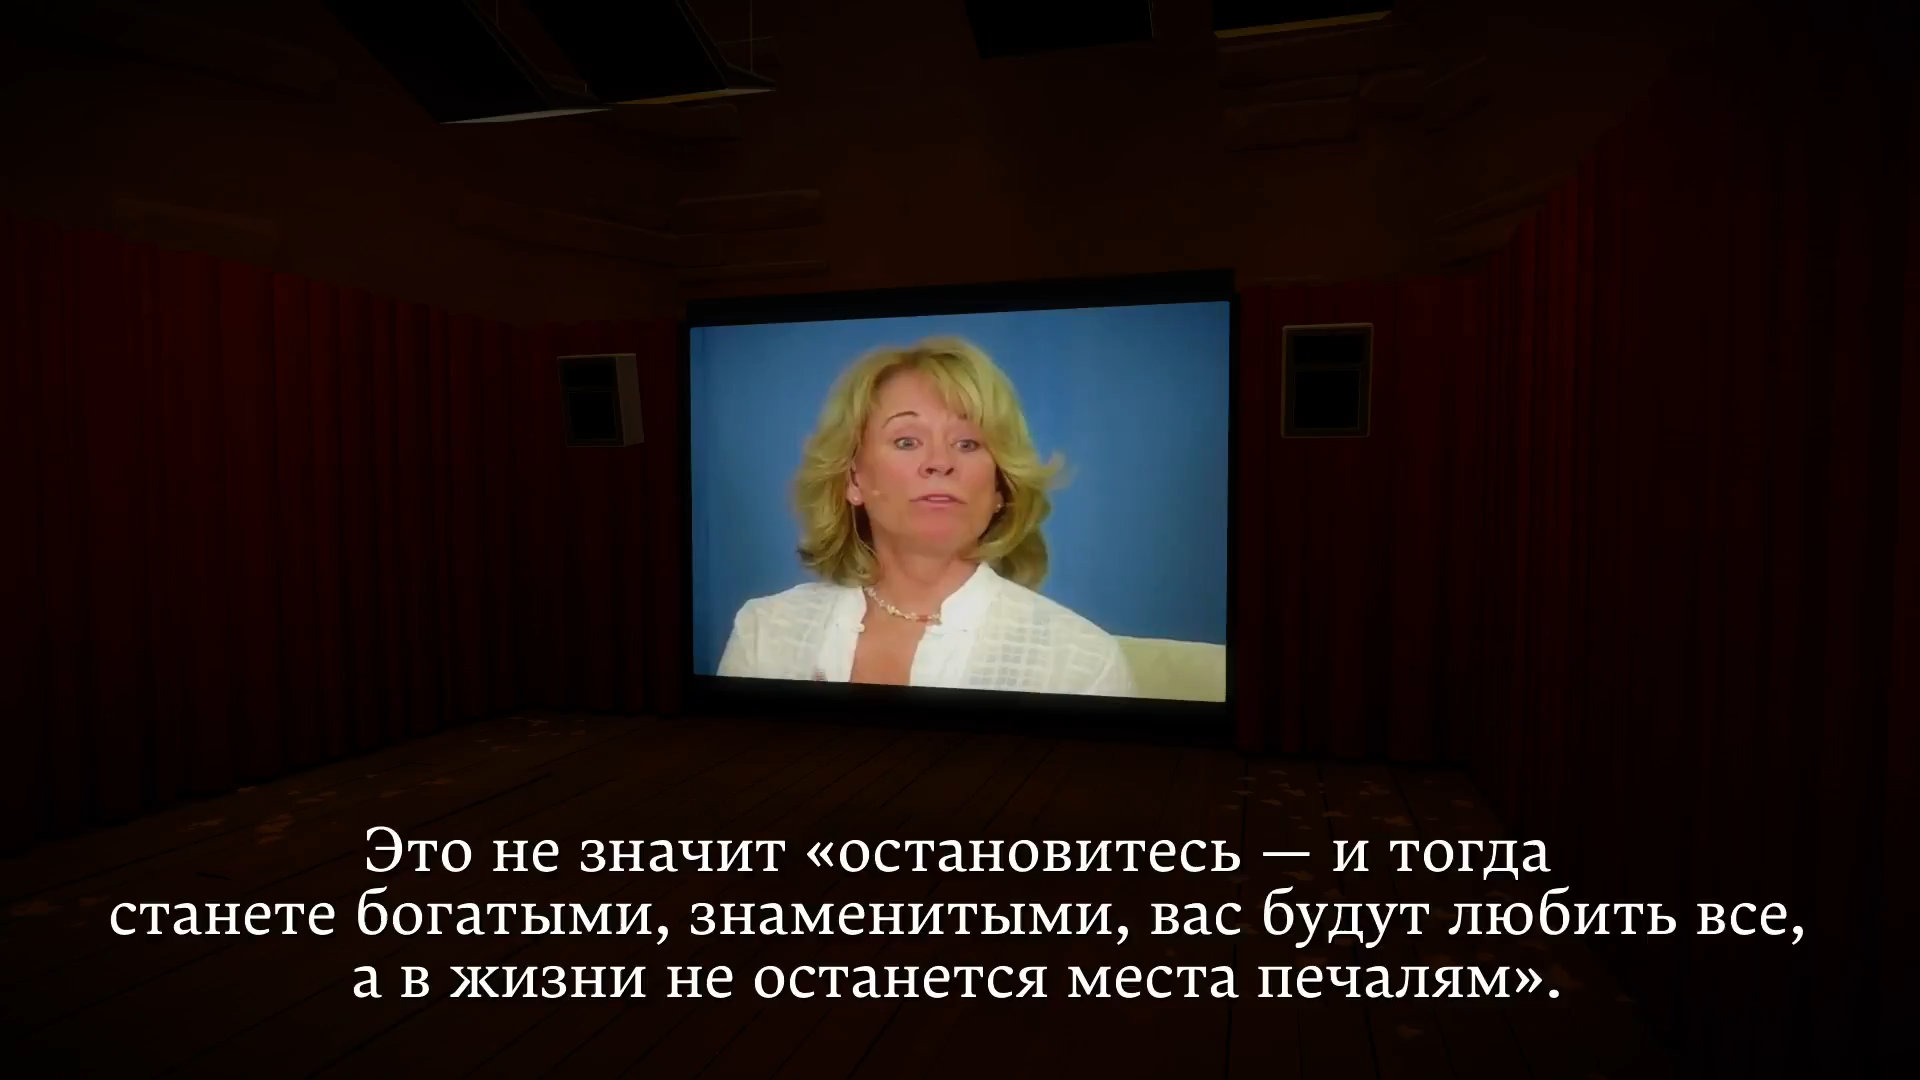 Это не значит «остановитесь — и тогда
станете богатыми, знаменитыми, вас будут любить все,
а в жизни не останется места печалям».